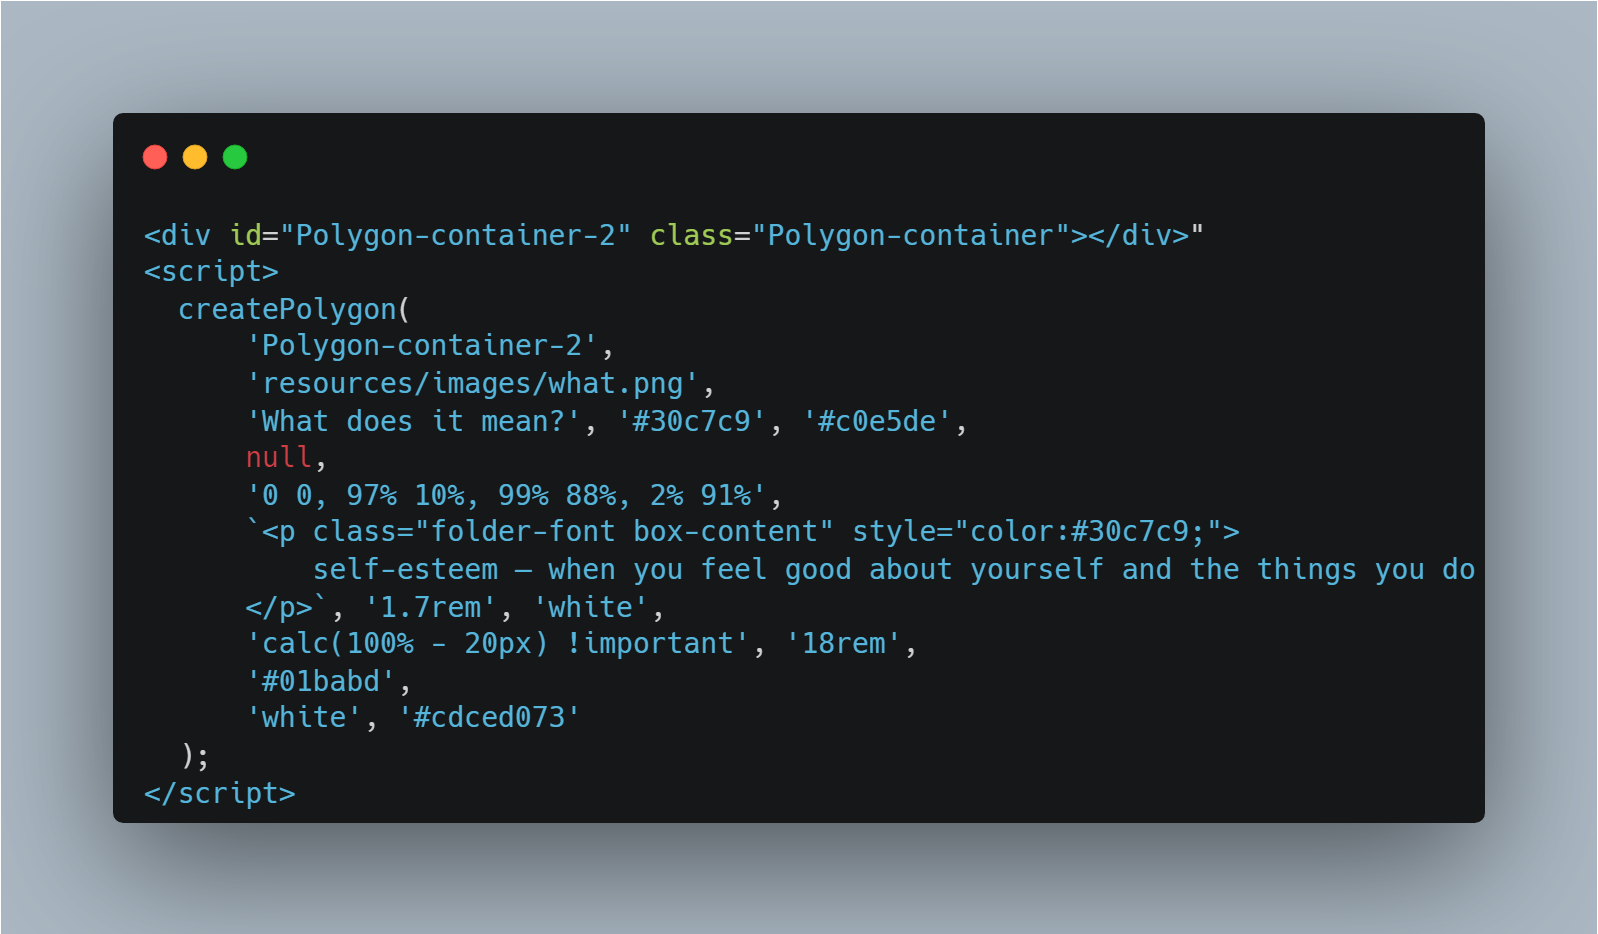 <div id="Polygon-container-2" class="Polygon-container"></div>"
<script>
  createPolygon(
      'Polygon-container-2',
      'resources/images/what.png',
      'What does it mean?', '#30c7c9', '#c0e5de',
      null,
      '0 0, 97% 10%, 99% 88%, 2% 91%',
      `<p class="folder-font box-content" style="color:#30c7c9;">
          self-esteem – when you feel good about yourself and the things you do
      </p>`, '1.7rem', 'white',
      'calc(100% - 20px) !important', '18rem',
      '#01babd',
      'white', '#cdced073'
  );
</script>